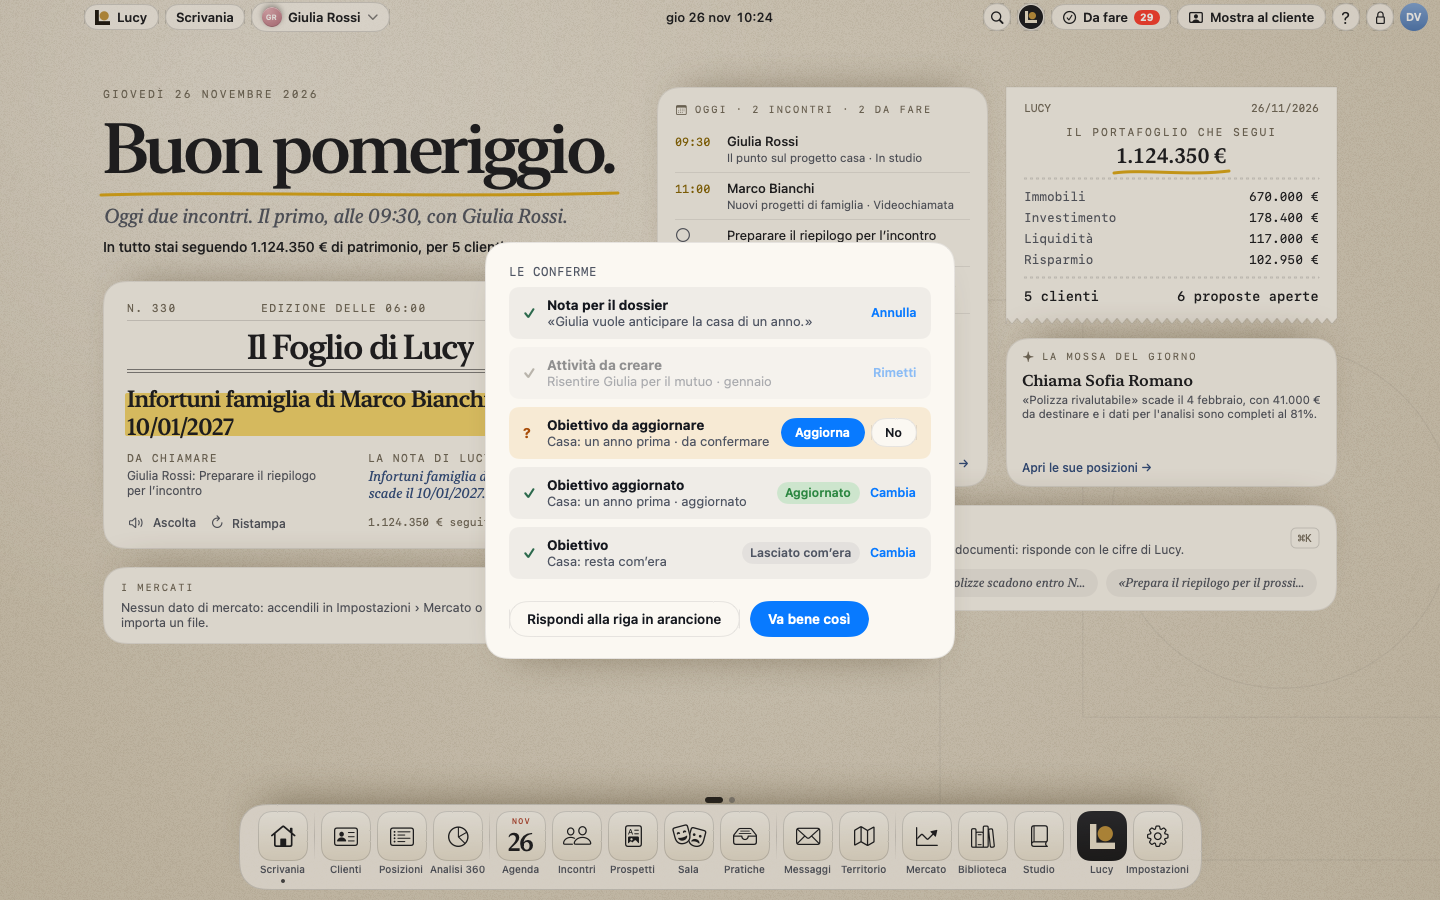 Lucy
Scrivania
GR Giulia Rossi
gio 26 nov 10:24
Da fare 29
Mostra al cliente
?
DV
GIOVEDÌ 26 NOVEMBRE 2026
Buon pomeriggio.
Oggi due incontri. Il primo, alle 09:30, con Giulia Rossi.
In tutto stai seguendo 1.124.350 € di patrimonio, per 5 clienti
OGGI · 2 INCONTRI · 2 DA FARE
09:30 Giulia Rossi
Il punto sul progetto casa · In studio
11:00 Marco Bianchi
Nuovi progetti di famiglia · Videochiamata
Preparare il riepilogo per l'incontro
→
LUCY 26/11/2026
IL PORTAFOGLIO CHE SEGUI
1.124.350 €
Immobili 670.000 €
Investimento 178.400 €
Liquidità 117.000 €
Risparmio 102.950 €
5 clienti 6 proposte aperte
N. 330 EDIZIONE DELLE 06:00
Il Foglio di Lucy
Infortuni famiglia di Marco Bianchi
10/01/2027
DA CHIAMARE
Giulia Rossi: Preparare il riepilogo
per l'incontro
LA NOTA DI LUC
Infortuni famiglia d
scade il 10/01/2027.
Ascolta Ristampa
1.124.350 € segui
I MERCATI
Nessun dato di mercato: accendili in Impostazioni › Mercato o
importa un file.
LA MOSSA DEL GIORNO
Chiama Sofia Romano
«Polizza rivalutabile» scade il 4 febbraio, con 41.000 €
da destinare e i dati per l'analisi sono completi al 81%.
Apri le sue posizioni →
⌘K
documenti: risponde con le cifre di Lucy.
olizze scadono entro N...
«Prepara il riepilogo per il prossi...
LE CONFERME
Nota per il dossier
«Giulia vuole anticipare la casa di un anno.»
Annulla
Attività da creare
Risentire Giulia per il mutuo · gennaio
Rimetti
?
Obiettivo da aggiornare
Casa: un anno prima · da confermare
Aggiorna
No
Obiettivo aggiornato
Casa: un anno prima · aggiornato
Aggiornato
Cambia
Obiettivo
Casa: resta com'era
Lasciato com'era
Cambia
Rispondi alla riga in arancione
Va bene così
NOV
26
Scrivania
Clienti
Posizioni
Analisi 360
Agenda
Incontri
Prospetti
Sala
Pratiche
Messaggi
Territorio
Mercato
Biblioteca
Studio
Lucy
Impostazioni